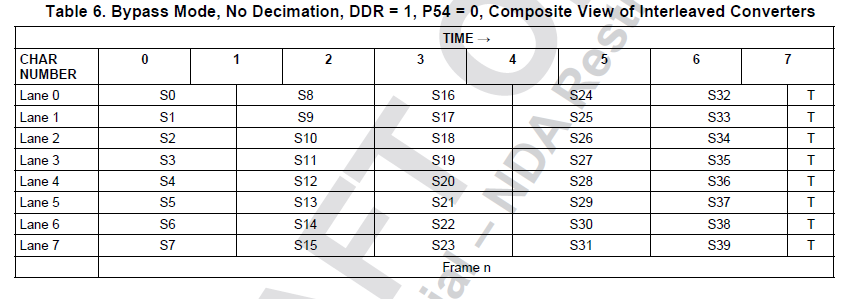 Table 6. Bypass Mode, No Decimation, DDR = 1, P54 = 0, Composite View of Interleaved Converters
TIME →
CHAR NUMBER 0 1 2 3 4 5 6 7
Lane 0 S0 S8 S16 S24 S32 T
Lane 1 S1 S9 S17 S25 S33 T
Lane 2 S2 S10 S18 S26 S34 T
Lane 3 S3 S11 S19 S27 S35 T
Lane 4 S4 S12 S20 S28 S36 T
Lane 5 S5 S13 S21 S29 S37 T
Lane 6 S6 S14 S22 S30 S38 T
Lane 7 S7 S15 S23 S31 S39 T
Frame n